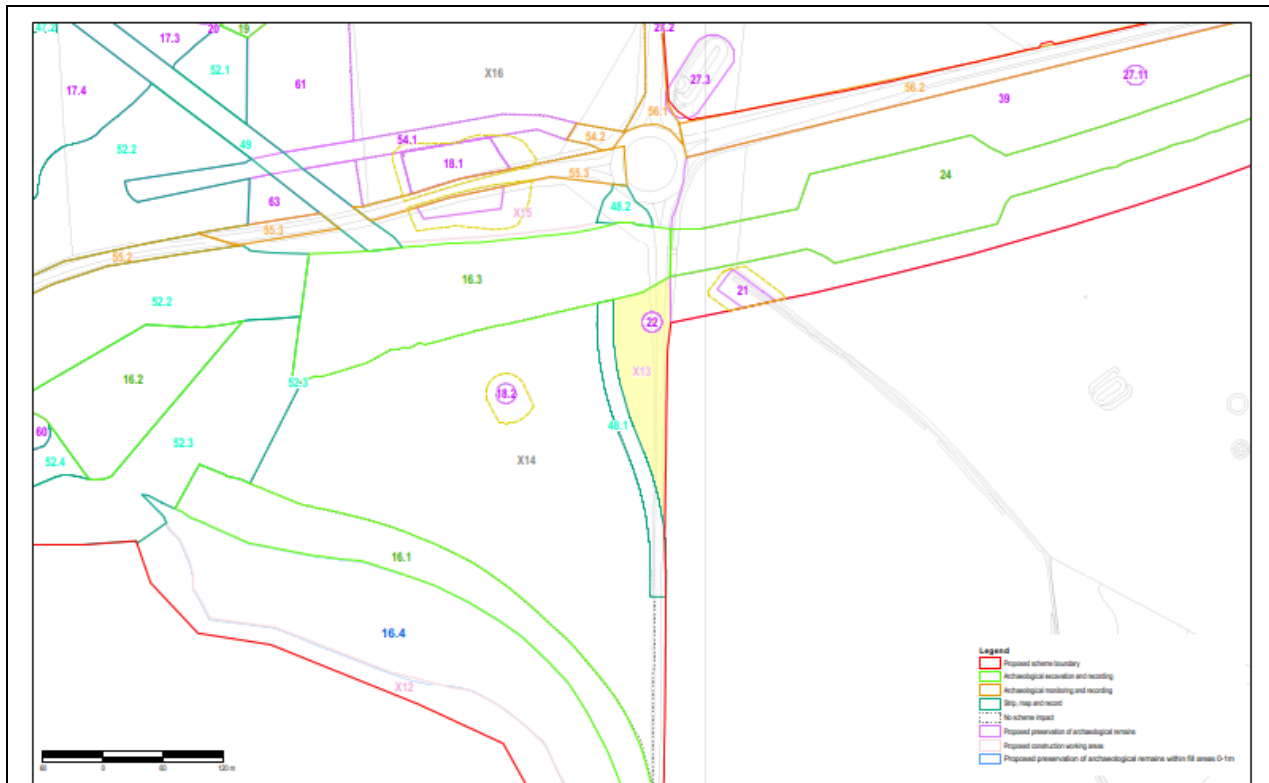 47.2
20
19
27.2
17.3
52.1
61
X16
27.3
27.11
17.4
56.2
39
56.1
54.1
54.2
49
52.2
18.1
24
55.3
63
48.2
X15
55.3
55.2
16.3
21
52.2
22
16.2
X13
52.3
18.2
60
48.1
52.3
52.4
X14
16.1
16.4
X12
Legend
Proposed scheme boundary
Archaeological excavation and recording
Archaeological monitoring and recording
Strip, map and record
No scheme impact
Proposed preservation of archaeological remains
Proposed construction working areas
Proposed preservation of archaeological remains within fill areas 0-1m
60 0 60 120 m